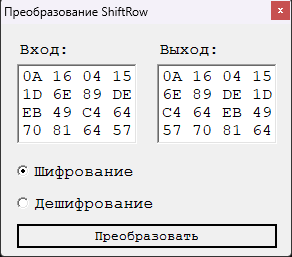 Преобразование ShiftRow
x
Вход: Выход:
0A 16 04 15 0A 16 04 15
1D 6E 89 DE 6E 89 DE 1D
EB 49 C4 64 C4 64 EB 49
70 81 64 57 57 70 81 64
Шифрование
Дешифрование
Преобразовать